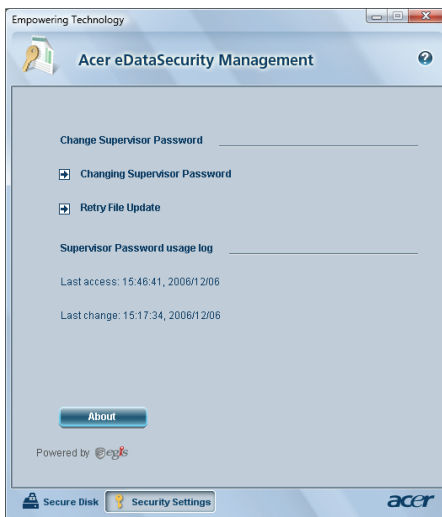 Empowering Technology
Acer eDataSecurity Management
Change Supervisor Password
Changing Supervisor Password
Retry File Update
Supervisor Password usage log
Last access: 15:46:41, 2006/12/06
Last change: 15:17:34, 2006/12/06
About
Powered by egis
Secure Disk
Security Settings
acer